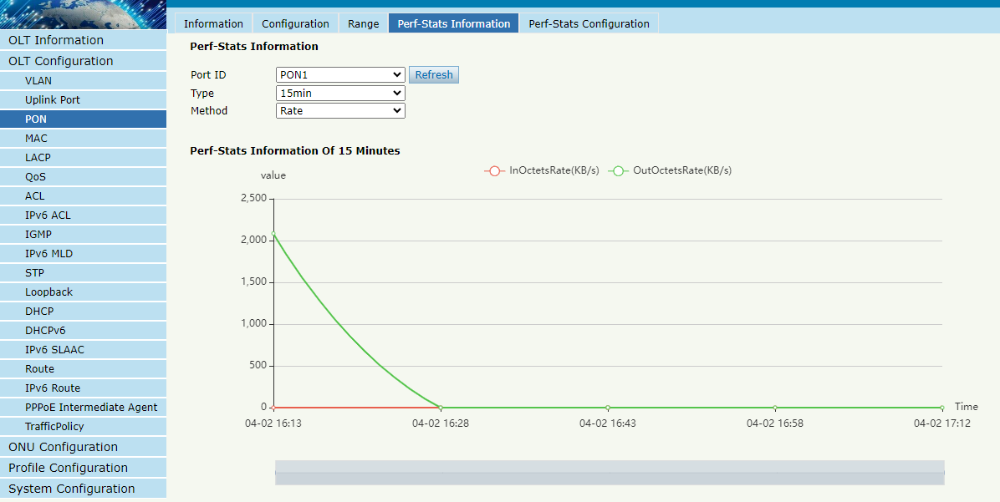 Information Configuration Range Perf-Stats Information Perf-Stats Configuration
OLT Information
OLT Configuration
VLAN
Uplink Port
PON
MAC
LACP
QoS
ACL
IPv6 ACL
IGMP
IPv6 MLD
STP
Loopback
DHCP
DHCPv6
IPv6 SLAAC
Route
IPv6 Route
PPPoE Intermediate Agent
TrafficPolicy
ONU Configuration
Profile Configuration
System Configuration
Perf-Stats Information
Port ID PON1 Refresh
Type 15min
Method Rate
Perf-Stats Information Of 15 Minutes
InOctetsRate(KB/s) OutOctetsRate(KB/s)
value
2,500
2,000
1,500
1,000
500
0
Time
04-02 16:13 04-02 16:28 04-02 16:43 04-02 16:58 04-02 17:12